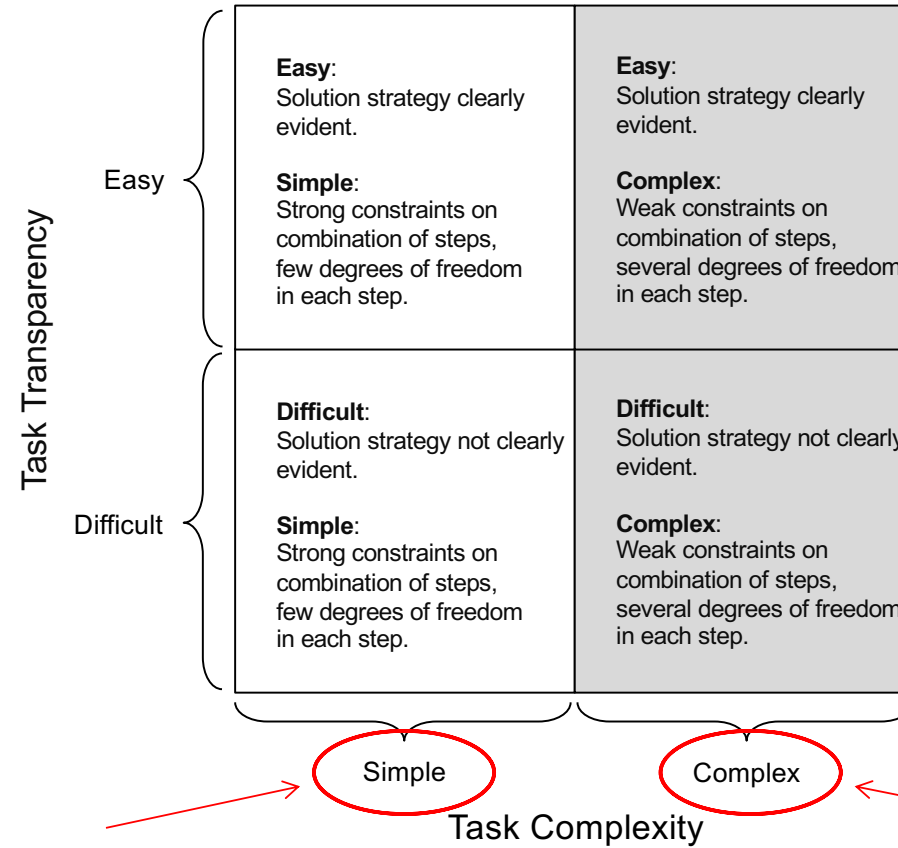 Task Transparency
Easy
Easy:
Solution strategy clearly
evident.
Simple:
Strong constraints on
combination of steps,
few degrees of freedom
in each step.
Easy:
Solution strategy clearly
evident.
Complex:
Weak constraints on
combination of steps,
several degrees of freedom
in each step.
Difficult
Difficult:
Solution strategy not clearly
evident.
Simple:
Strong constraints on
combination of steps,
few degrees of freedom
in each step.
Difficult:
Solution strategy not clearly
evident.
Complex:
Weak constraints on
combination of steps,
several degrees of freedom
in each step.
Simple
Complex
Task Complexity